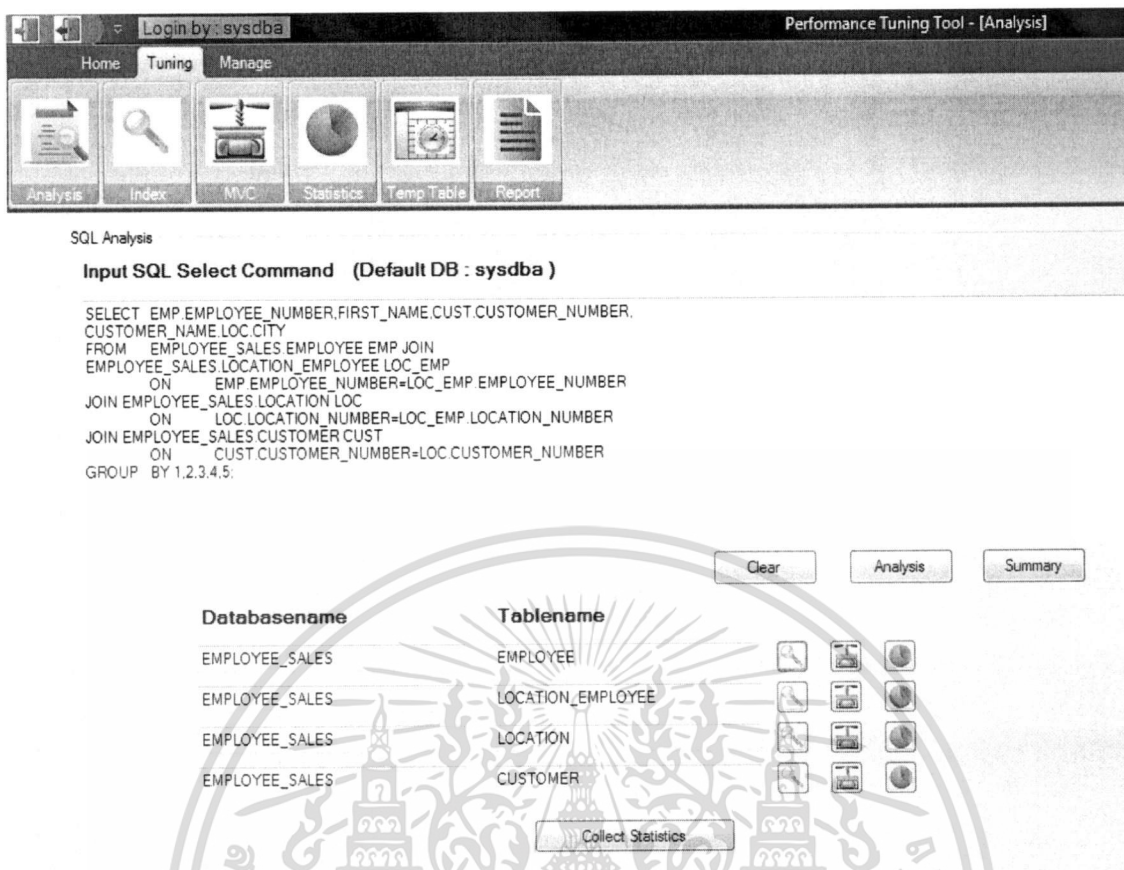 Login by : sysdba
Performance Tuning Tool - [Analysis]
Home Tuning Manage
Analysis Index MVC Statistics Temp Table Report
SQL Analysis
Input SQL Select Command (Default DB : sysdba )
SELECT EMP.EMPLOYEE_NUMBER,FIRST_NAME,CUST.CUSTOMER_NUMBER,
CUSTOMER_NAME,LOC.CITY
FROM EMPLOYEE_SALES.EMPLOYEE EMP JOIN
EMPLOYEE_SALES.LOCATION_EMPLOYEE LOC_EMP
ON EMP.EMPLOYEE_NUMBER=LOC_EMP.EMPLOYEE_NUMBER
JOIN EMPLOYEE_SALES.LOCATION LOC
ON LOC.LOCATION_NUMBER=LOC_EMP.LOCATION_NUMBER
JOIN EMPLOYEE_SALES.CUSTOMER CUST
ON CUST.CUSTOMER_NUMBER=LOC.CUSTOMER_NUMBER
GROUP BY 1,2,3,4,5;
Clear Analysis Summary
Databasename Tablename
EMPLOYEE_SALES EMPLOYEE
EMPLOYEE_SALES LOCATION_EMPLOYEE
EMPLOYEE_SALES LOCATION
EMPLOYEE_SALES CUSTOMER
Collect Statistics